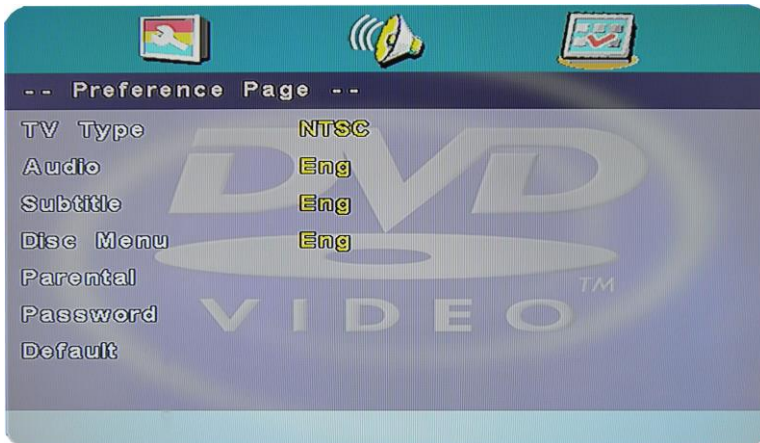 -- Preference Page --
TV Type NTSC
Audio Eng
Subtitle Eng
Disc Menu Eng
Parental
Password
Default
DVD
VIDEO
TM